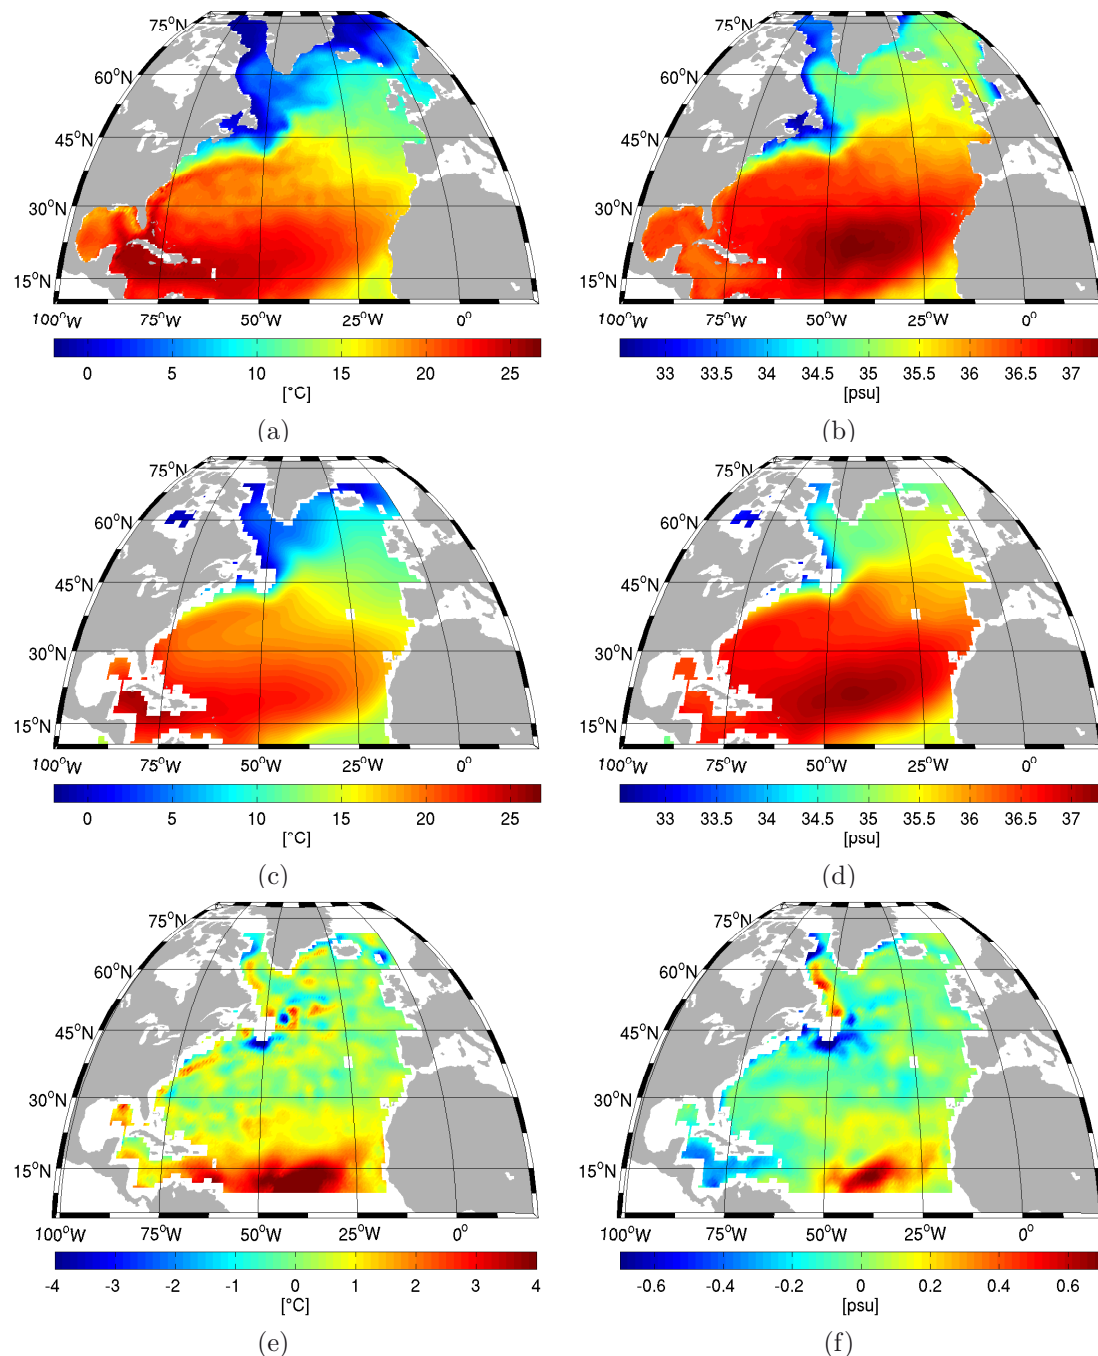 75°N 75°N
60°N 60°N
45°N 45°N
30°N 30°N
15°N 15°N
100°W 75°W 50°W 25°W 0° 100°W 75°W 50°W 25°W 0°
0 5 10 15 20 25 33 33.5 34 34.5 35 35.5 36 36.5 37
[°C] [psu]
(a) (b)
75°N 75°N
60°N 60°N
45°N 45°N
30°N 30°N
15°N 15°N
100°W 75°W 50°W 25°W 0° 100°W 75°W 50°W 25°W 0°
0 5 10 15 20 25 33 33.5 34 34.5 35 35.5 36 36.5 37
[°C] [psu]
(c) (d)
75°N 75°N
60°N 60°N
45°N 45°N
30°N 30°N
15°N 15°N
100°W 75°W 50°W 25°W 0° 100°W 75°W 50°W 25°W 0°
-4 -3 -2 -1 0 1 2 3 4 -0.6 -0.4 -0.2 0 0.2 0.4 0.6
[°C] [psu]
(e) (f)